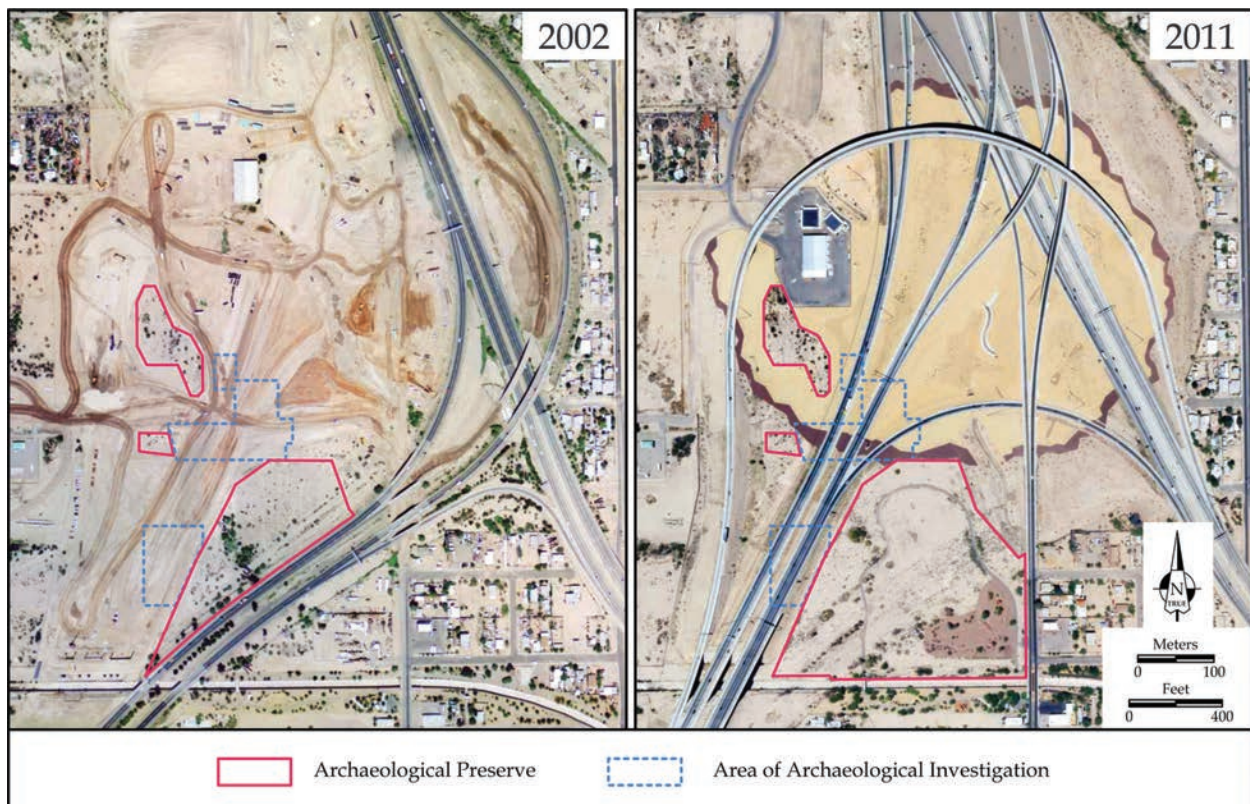 2002
2011
N
TRUE
Meters
0 100
Feet
0 400
Archaeological Preserve
Area of Archaeological Investigation